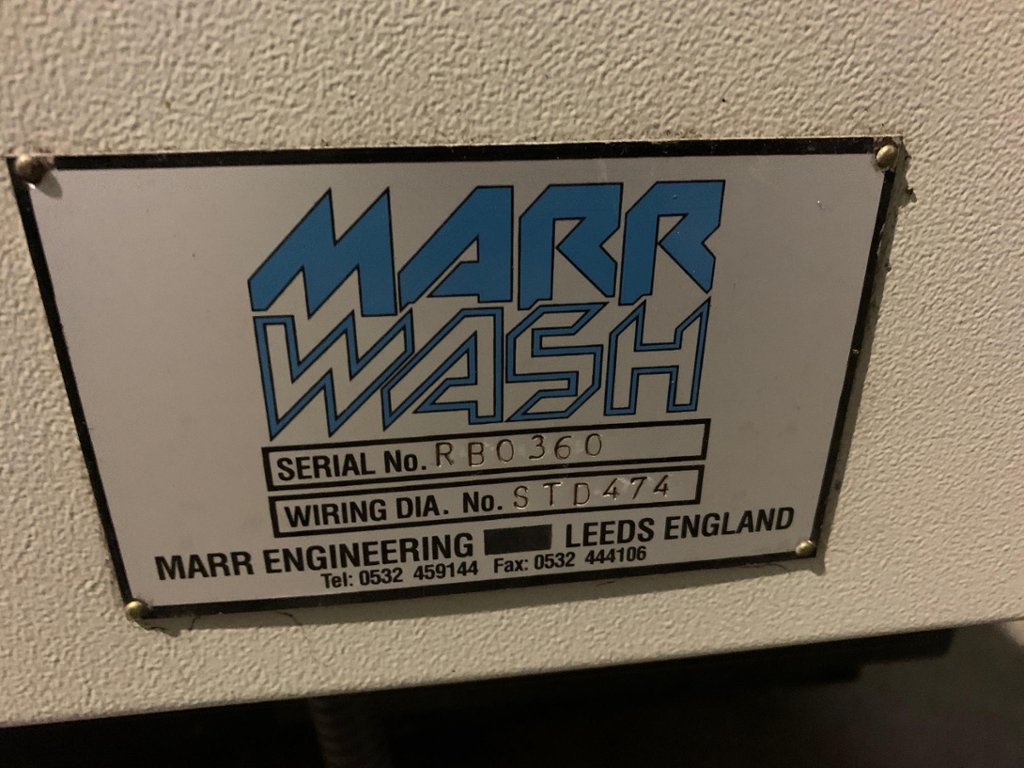 MARR
WASH
SERIAL No. RB0360
WIRING DIA. No. STD474
MARR ENGINEERING LEEDS ENGLAND
Tel: 0532 459144 Fax: 0532 444106